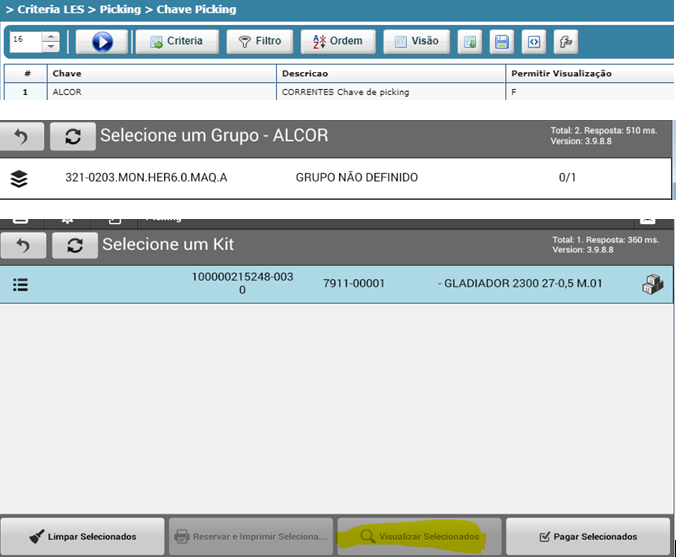 > Criteria LES > Picking > Chave Picking
16 Criteria Filtro Ordem Visão
# Chave Descricao Permitir Visualização
1 ALCOR CORRENTES Chave de picking F
Selecione um Grupo - ALCOR
Total: 2. Resposta: 510 ms.
Version: 3.9.8.8
321-0203.MON.HER6.0.MAQ.A GRUPO NÃO DEFINIDO 0/1
Selecione um Kit
Total: 1. Resposta: 360 ms.
Version: 3.9.8.8
100000215248-003
0
7911-00001 - GLADIADOR 2300 27-0,5 M.01
Limpar Selecionados Reservar e Imprimir Seleciona... Visualizar Selecionados Pagar Selecionados